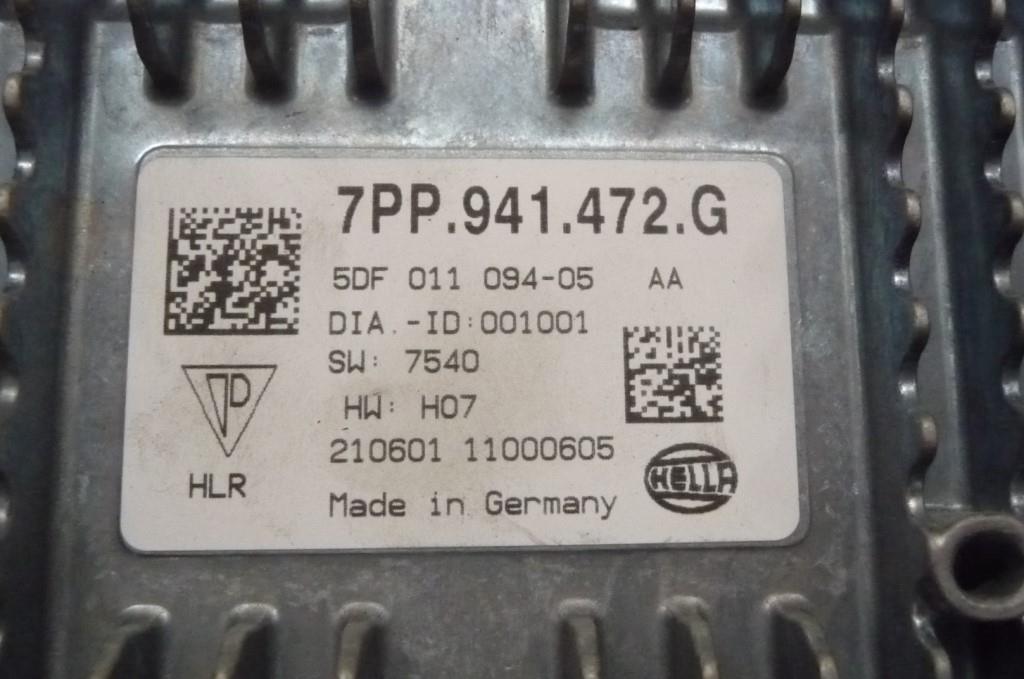 7PP.941.472.G
5DF 011 094-05 AA
DIA.-ID:001001
SW: 7540
HW: H07
210601 11000605
Made in Germany
PD
HLR
HELLA